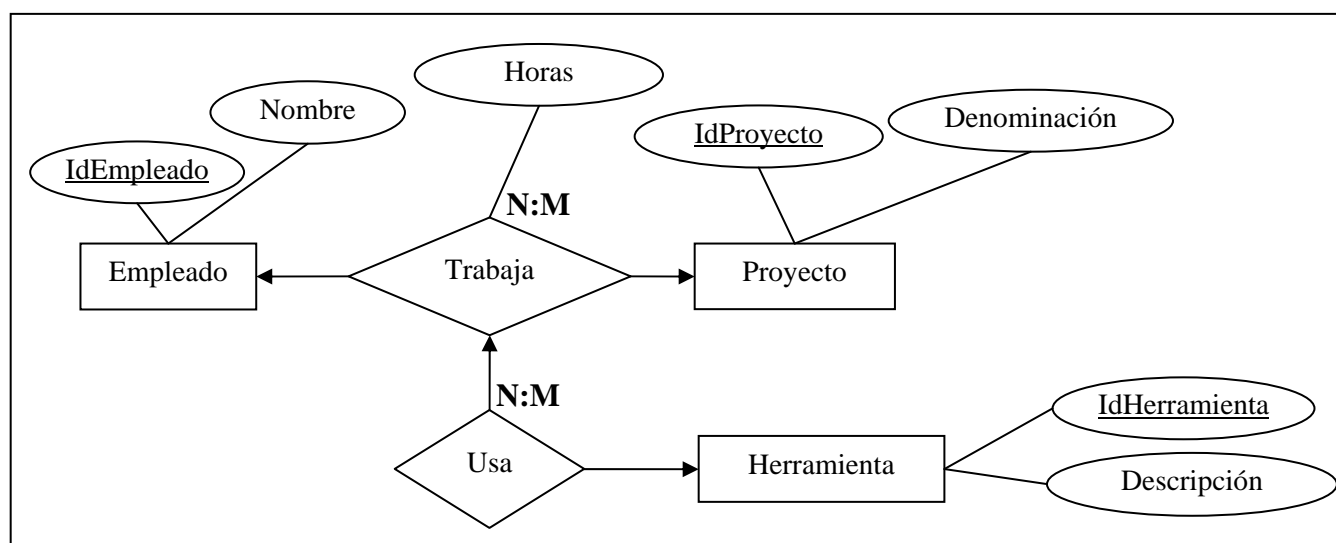 Horas
Nombre
IdProyecto
Denominación
IdEmpleado
N:M
Empleado
Trabaja
Proyecto
N:M
IdHerramienta
Usa
Herramienta
Descripción